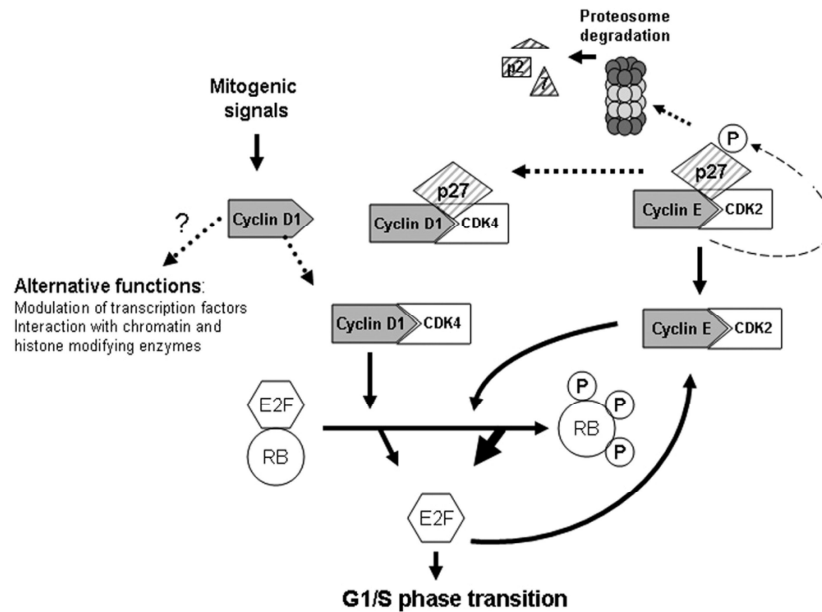 Proteosome
degradation
p2
7
Mitogenic
signals
P
p27
p27
?
Cyclin D1
Cyclin D1
CDK4
Cyclin E
CDK2
Alternative functions:
Modulation of transcription factors
Interaction with chromatin and
histone modifying enzymes
Cyclin D1
CDK4
Cyclin E
CDK2
E2F
RB
P
P
RB
P
E2F
G1/S phase transition